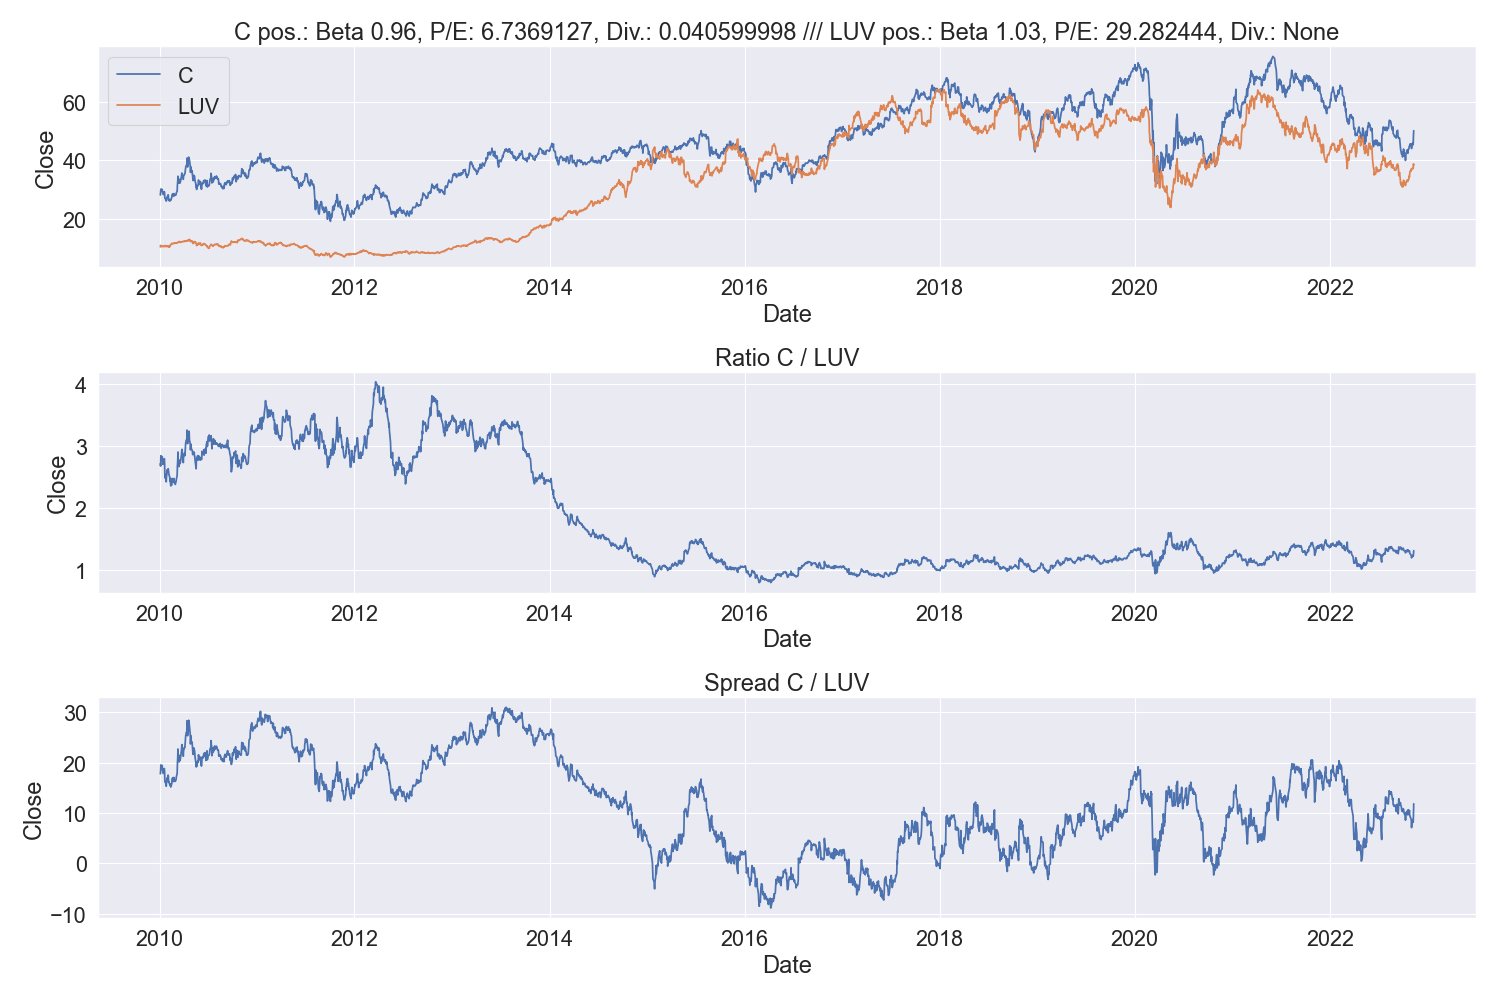 C pos.: Beta 0.96, P/E: 6.7369127, Div.: 0.040599998 /// LUV pos.: Beta 1.03, P/E: 29.282444, Div.: None
C
LUV
60
40
20
Close
2010 2012 2014 2016 2018 2020 2022
Date
Ratio C / LUV
4
3
2
1
Close
2010 2012 2014 2016 2018 2020 2022
Date
Spread C / LUV
30
20
10
0
−10
Close
2010 2012 2014 2016 2018 2020 2022
Date